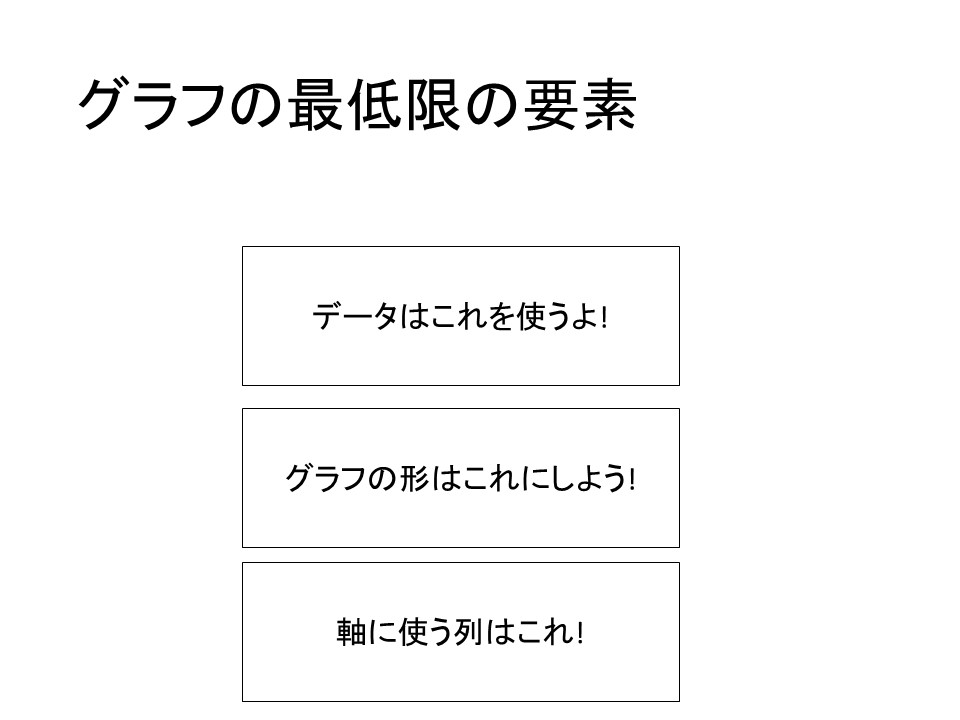 グラフの最低限の要素
データはこれを使うよ!
グラフの形はこれにしよう!
軸に使う列はこれ!